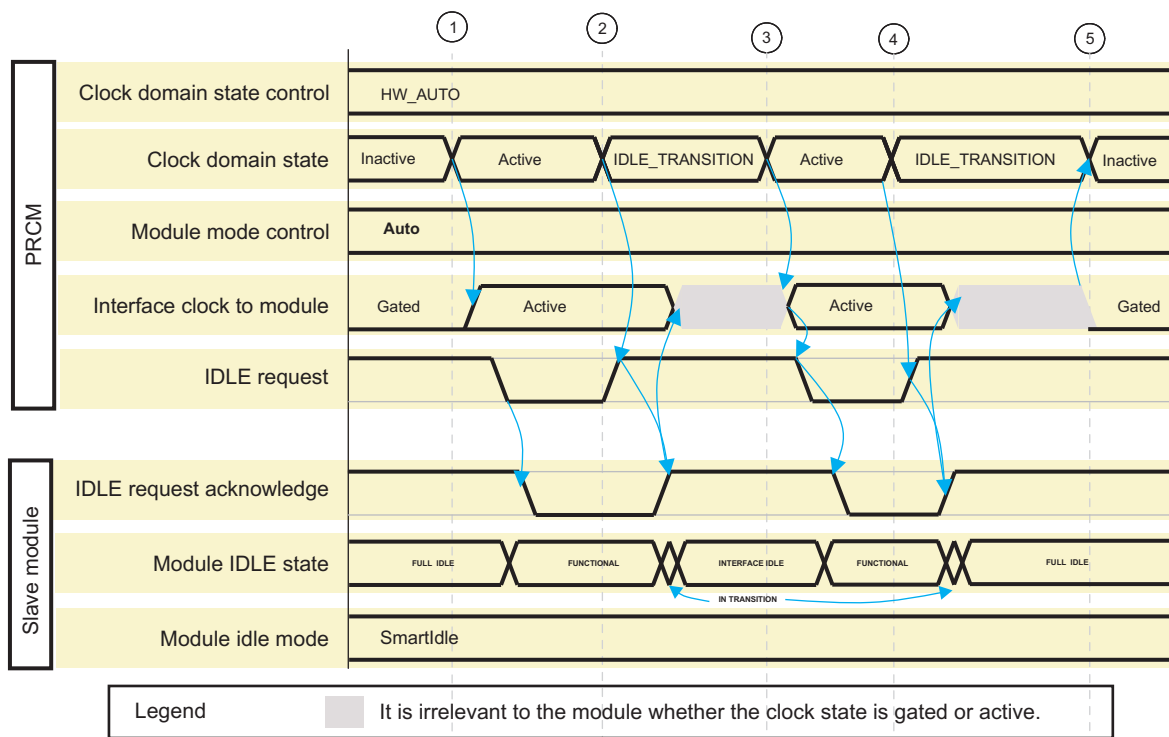 1 2 3 4 5
PRCM
Clock domain state control
HW_AUTO
Clock domain state
Inactive Active IDLE_TRANSITION Active IDLE_TRANSITION Inactive
Module mode control
Auto
Interface clock to module
Gated Active Active Gated
IDLE request
Slave module
IDLE request acknowledge
Module IDLE state
FULL IDLE FUNCTIONAL INTERFACE IDLE FUNCTIONAL FULL IDLE
IN TRANSITION
Module idle mode
SmartIdle
Legend It is irrelevant to the module whether the clock state is gated or active.